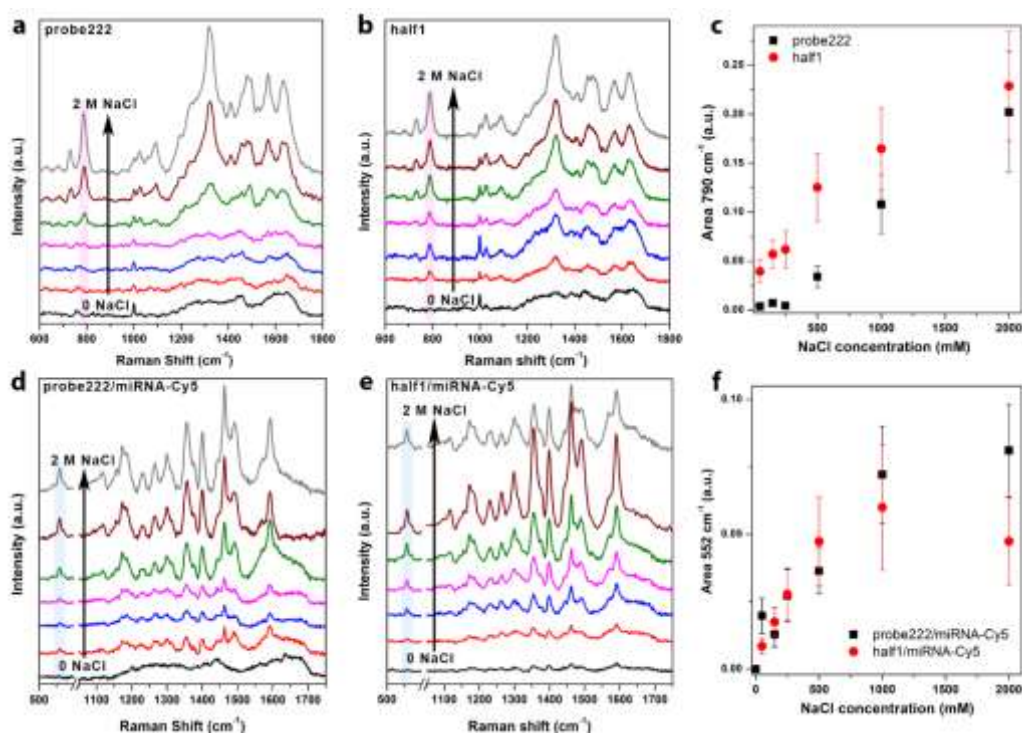 a probe222
2 M NaCl
0 NaCl
Intensity (a.u.)
600 800 1000 1200 1400 1600 1800
Raman Shift (cm⁻¹)
b half1
2 M NaCl
0 NaCl
Intensity (a.u.)
600 800 1000 1200 1400 1600 1800
Raman shift (cm⁻¹)
c
probe222
half1
Area 790 cm⁻¹ (a.u.)
0.25
0.20
0.15
0.10
0.05
0.00
500 1000 1500 2000
NaCl concentration (mM)
d probe222/miRNA-Cy5
2 M NaCl
0 NaCl
Intensity (a.u.)
500 1100 1200 1300 1400 1500 1600 1700 1800
Raman Shift (cm⁻¹)
e half1/miRNA-Cy5
2 M NaCl
0 NaCl
Intensity (a.u.)
500 1100 1200 1300 1400 1500 1600 1700
Raman Shift (cm⁻¹)
f
Area 552 cm⁻¹ (a.u.)
0.10
0.05
0.00
probe222/miRNA-Cy5
half1/miRNA-Cy5
0 500 1000 1500 2000
NaCl concentration (mM)